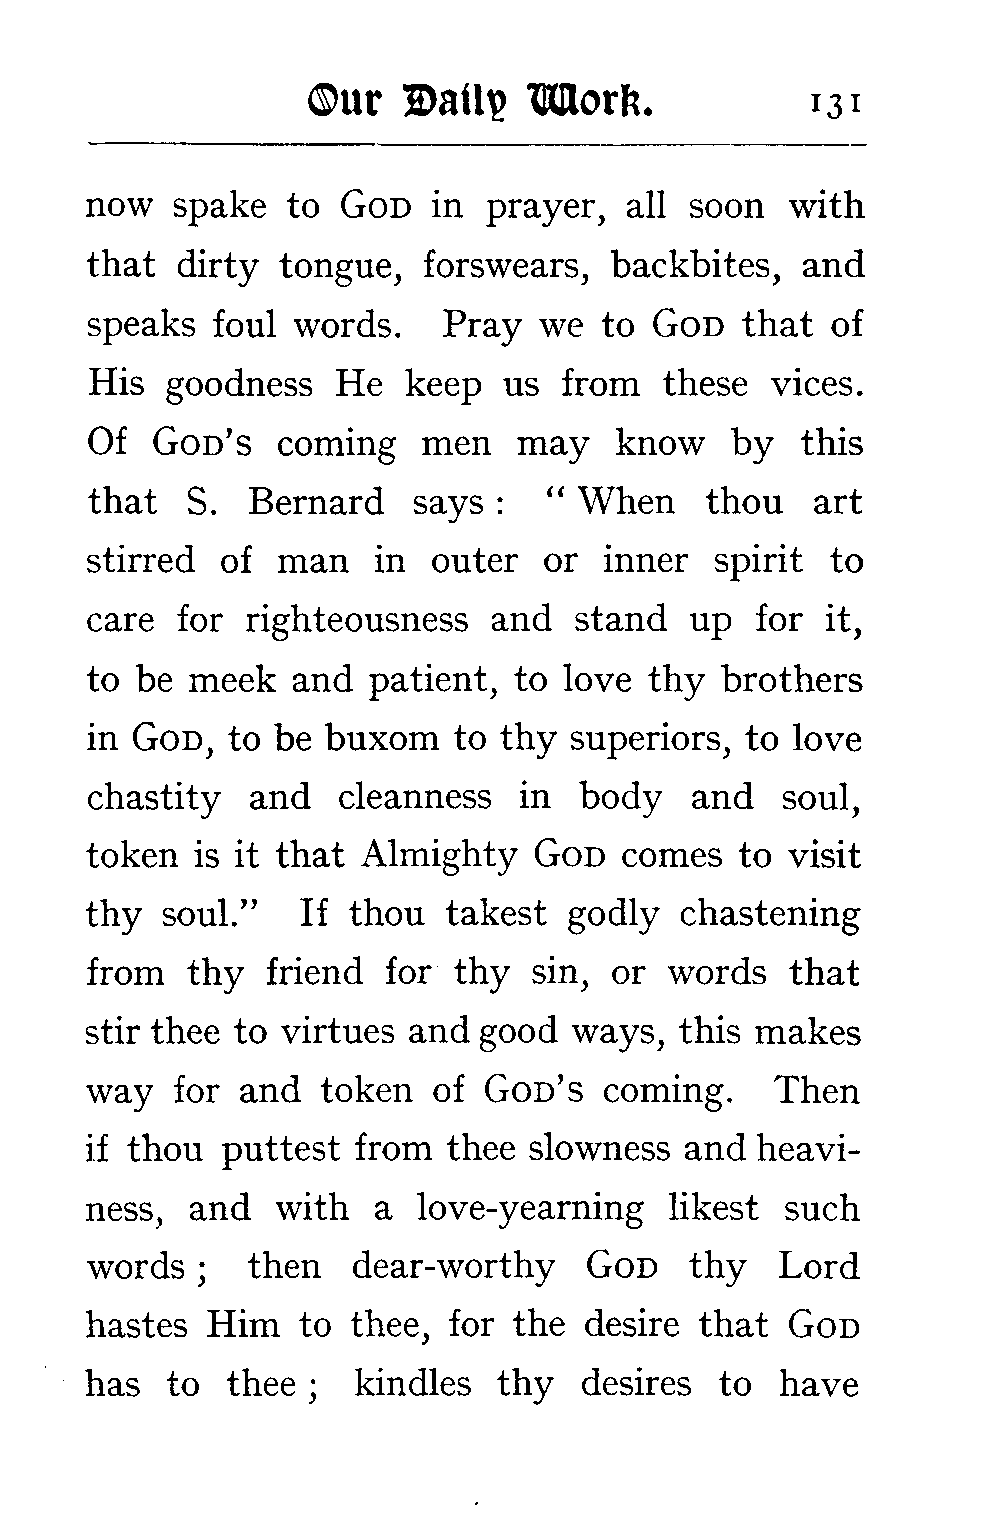 Our Daily Work. 131
now spake to GOD in prayer, all soon with
that dirty tongue, forswears, backbites, and
speaks foul words. Pray we to GOD that of
His goodness He keep us from these vices.
Of GOD'S coming men may know by this
that S. Bernard says : " When thou art
stirred of man in outer or inner spirit to
care for righteousness and stand up for it,
to be meek and patient, to love thy brothers
in GOD, to be buxom to thy superiors, to love
chastity and cleanness in body and soul,
token is it that Almighty GOD comes to visit
thy soul." If thou takest godly chastening
from thy friend for thy sin, or words that
stir thee to virtues and good ways, this makes
way for and token of GOD'S coming. Then
if thou puttest from thee slowness and heavi-
ness, and with a love-yearning likest such
words ; then dear-worthy GOD thy Lord
hastes Him to thee, for the desire that GOD
has to thee ; kindles thy desires to have